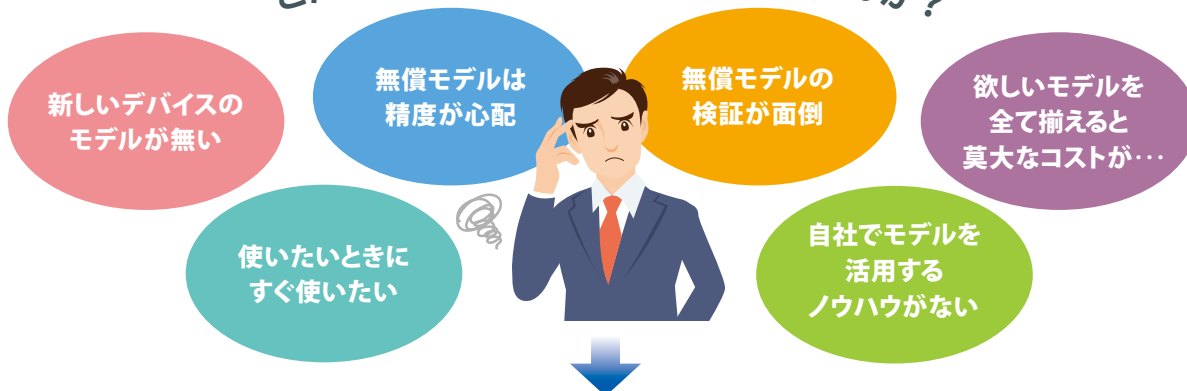 か？
新しいデバイスの
モデルが無い
無償モデルは
精度が心配
無償モデルの
検証が面倒
欲しいモデルを
全て揃えると
莫大なコストが…
使いたいときに
すぐ使いたい
自社でモデルを
活用する
ノウハウがない